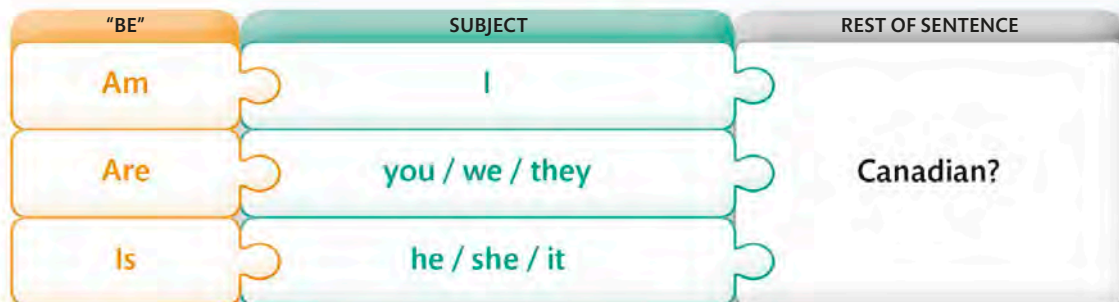 "BE" SUBJECT REST OF SENTENCE
Am I
Are you / we / they Canadian?
Is he / she / it